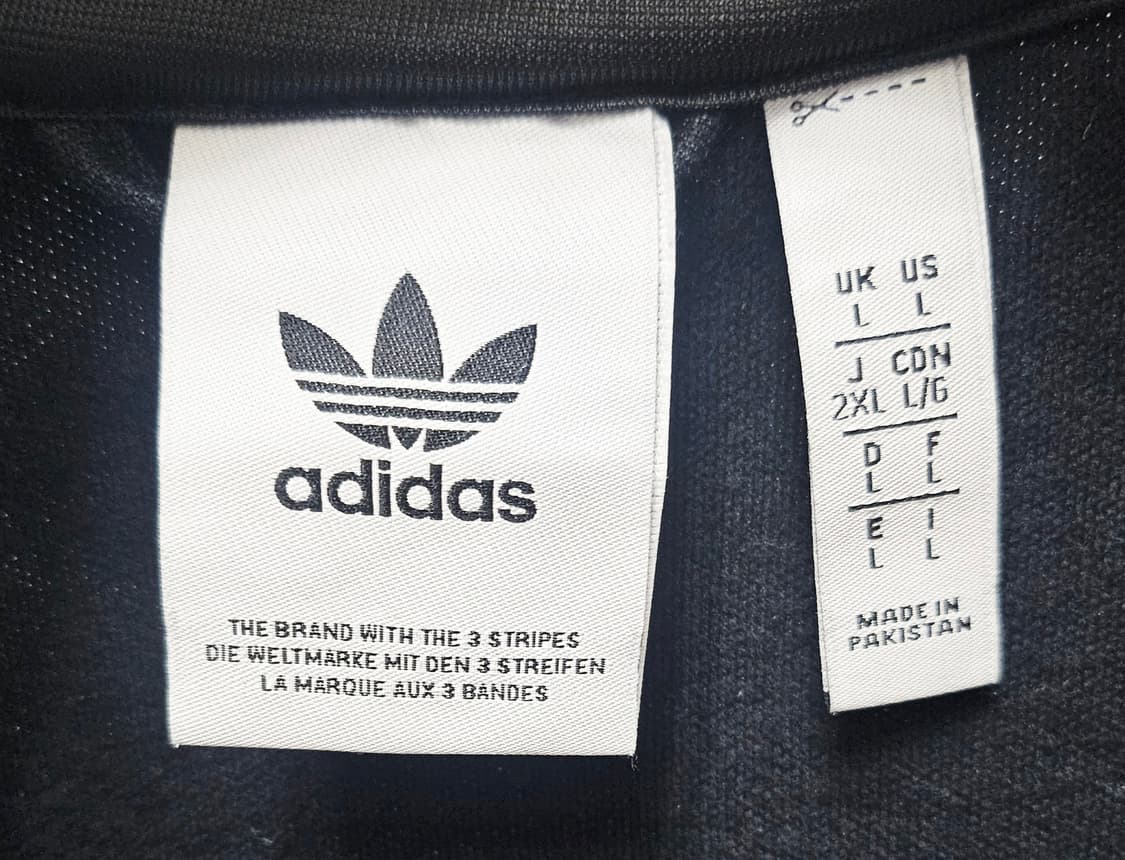 adidas
THE BRAND WITH THE 3 STRIPES
DIE WELTMARKE MIT DEN 3 STREIFEN
LA MARQUE AUX 3 BANDES
UK US
L L
J CDN
2XL L/G
D F
L L
E I
L L
MADE IN
PAKISTAN